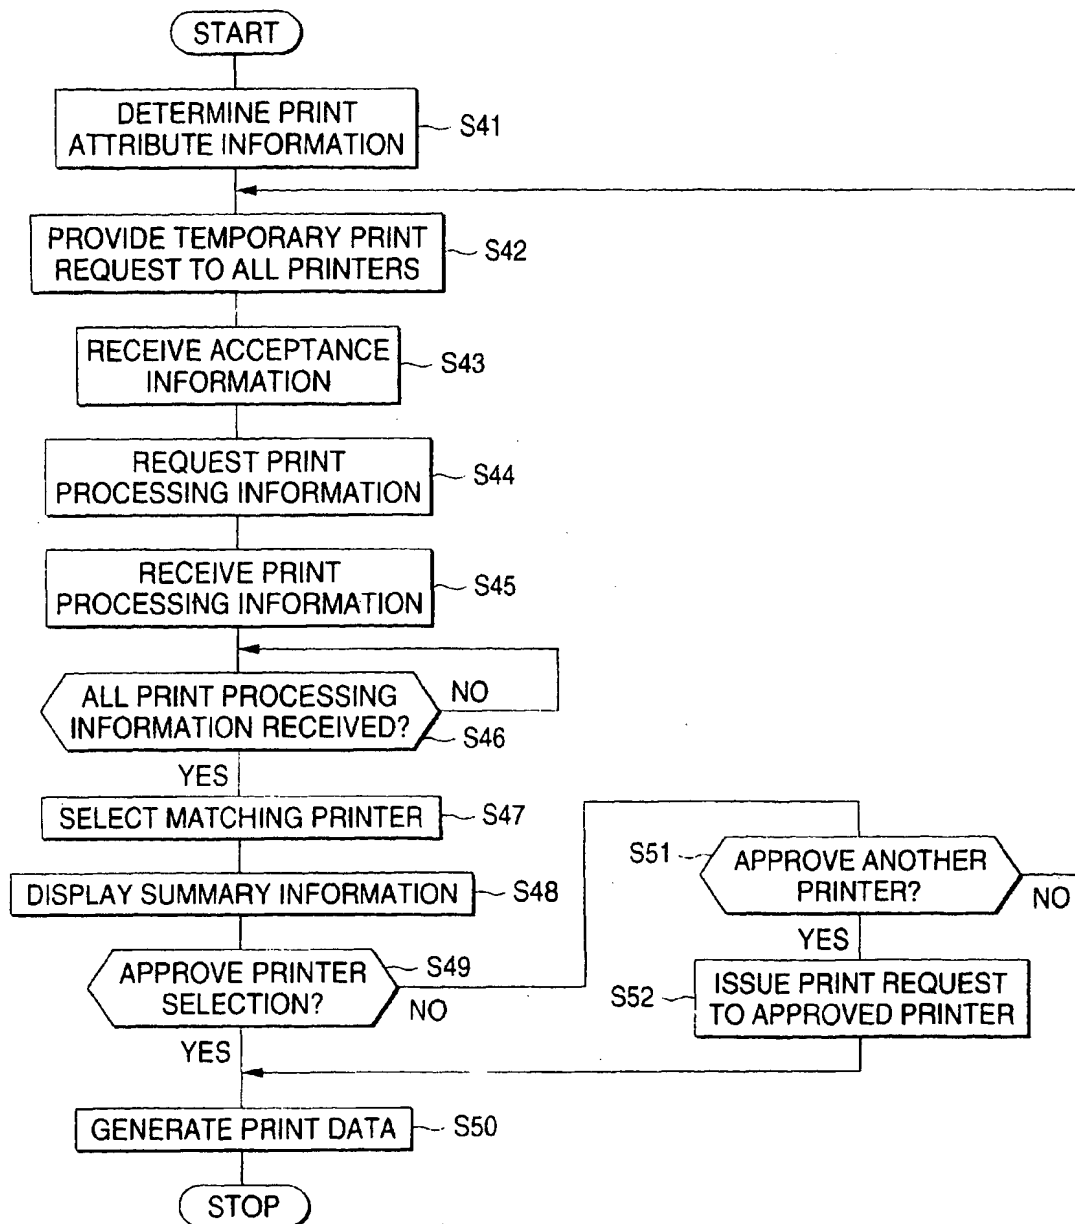 START
DETERMINE PRINT
ATTRIBUTE INFORMATION
S41
PROVIDE TEMPORARY PRINT
REQUEST TO ALL PRINTERS
S42
RECEIVE ACCEPTANCE
INFORMATION
S43
REQUEST PRINT
PROCESSING INFORMATION
S44
RECEIVE PRINT
PROCESSING INFORMATION
S45
ALL PRINT PROCESSING
INFORMATION RECEIVED?
NO
S46
YES
SELECT MATCHING PRINTER
S47
DISPLAY SUMMARY INFORMATION
S48
APPROVE PRINTER
SELECTION?
S49
NO
YES
S51
APPROVE ANOTHER
PRINTER?
NO
YES
S52
ISSUE PRINT REQUEST
TO APPROVED PRINTER
GENERATE PRINT DATA
S50
STOP